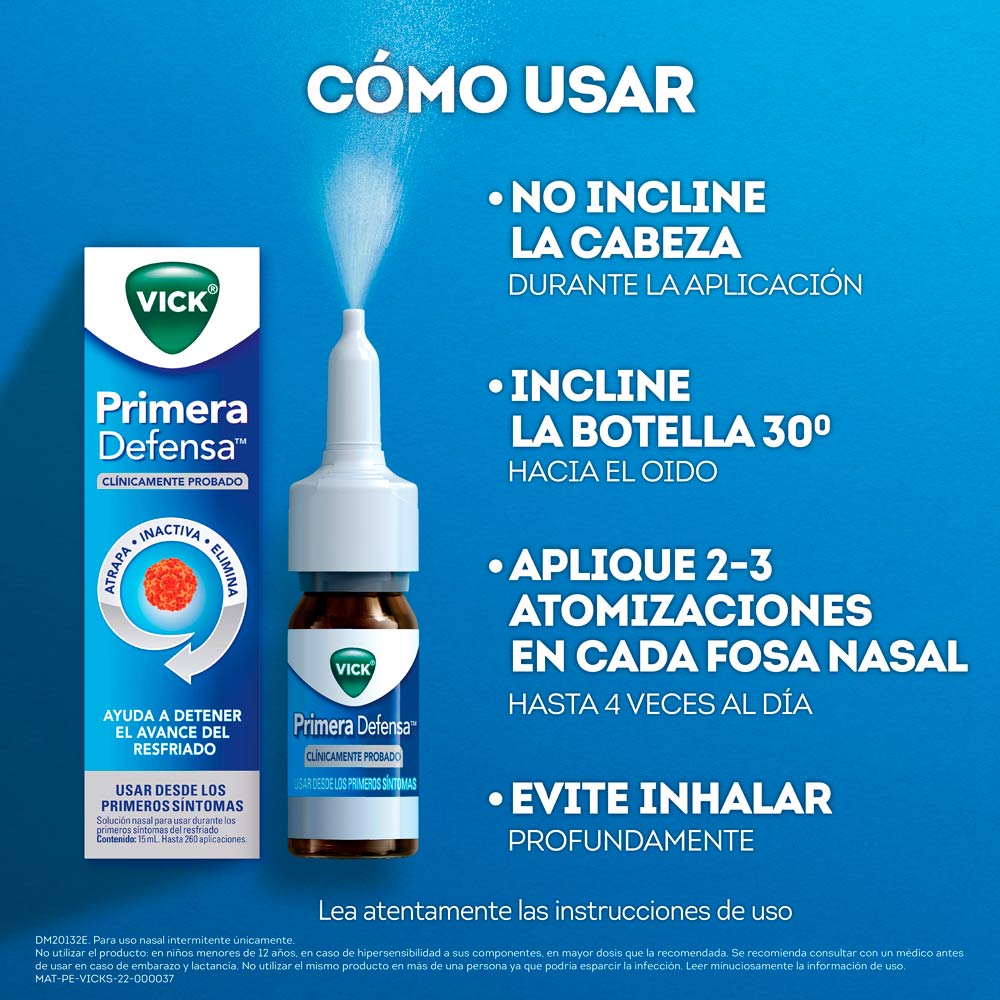 CÓMO USAR
• NO INCLINE
LA CABEZA
DURANTE LA APLICACIÓN
• INCLINE
LA BOTELLA 30º
HACIA EL OIDO
• APLIQUE 2-3
ATOMIZACIONES
EN CADA FOSA NASAL
HASTA 4 VECES AL DÍA
• EVITE INHALAR
PROFUNDAMENTE
VICK®
Primera
Defensa™
CLÍNICAMENTE PROBADO
ATRAPA • INACTIVA • ELIMINA
AYUDA A DETENER
EL AVANCE DEL
RESFRIADO
USAR DESDE LOS
PRIMEROS SÍNTOMAS
Solución nasal para usar durante los
primeros síntomas del resfriado
Contenido: 15 mL. Hasta 260 aplicaciones.
VICK®
Primera Defensa™
CLÍNICAMENTE PROBADO
USAR DESDE LOS PRIMEROS SÍNTOMAS
Lea atentamente las instrucciones de uso
DM20132E. Para uso nasal intermitente únicamente.
No utilizar el producto: en niños menores de 12 años, en caso de hipersensibilidad a sus componentes, en mayor dosis que la recomendada. Se recomienda consultar con un médico antes
de usar en caso de embarazo y lactancia. No utilizar el mismo producto en más de una persona ya que podría esparcir la infección. Leer minuciosamente la información de uso.
MAT-PE-VICKS-22-000037